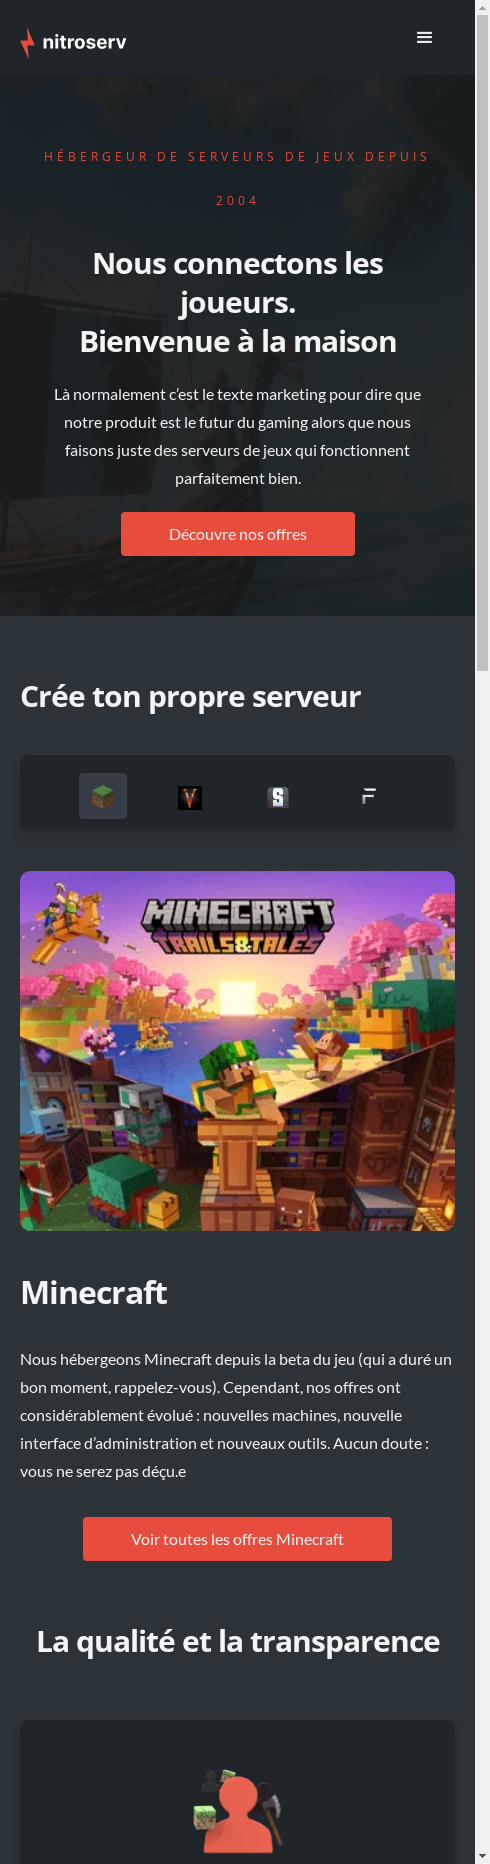 nitroserv
HÉBERGEUR DE SERVEURS DE JEUX DEPUIS
2004
Nous connectons les
joueurs.
Bienvenue à la maison
Là normalement c’est le texte marketing pour dire que
notre produit est le futur du gaming alors que nous
faisons juste des serveurs de jeux qui fonctionnent
parfaitement bien.
Découvre nos offres
Crée ton propre serveur
V
S
F
MINECRAFT
TRAILS & TALES
Minecraft
Nous hébergeons Minecraft depuis la beta du jeu (qui a duré un
bon moment, rappelez-vous). Cependant, nos offres ont
considérablement évolué : nouvelles machines, nouvelle
interface d’administration et nouveaux outils. Aucun doute :
vous ne serez pas déçu.e
Voir toutes les offres Minecraft
La qualité et la transparence